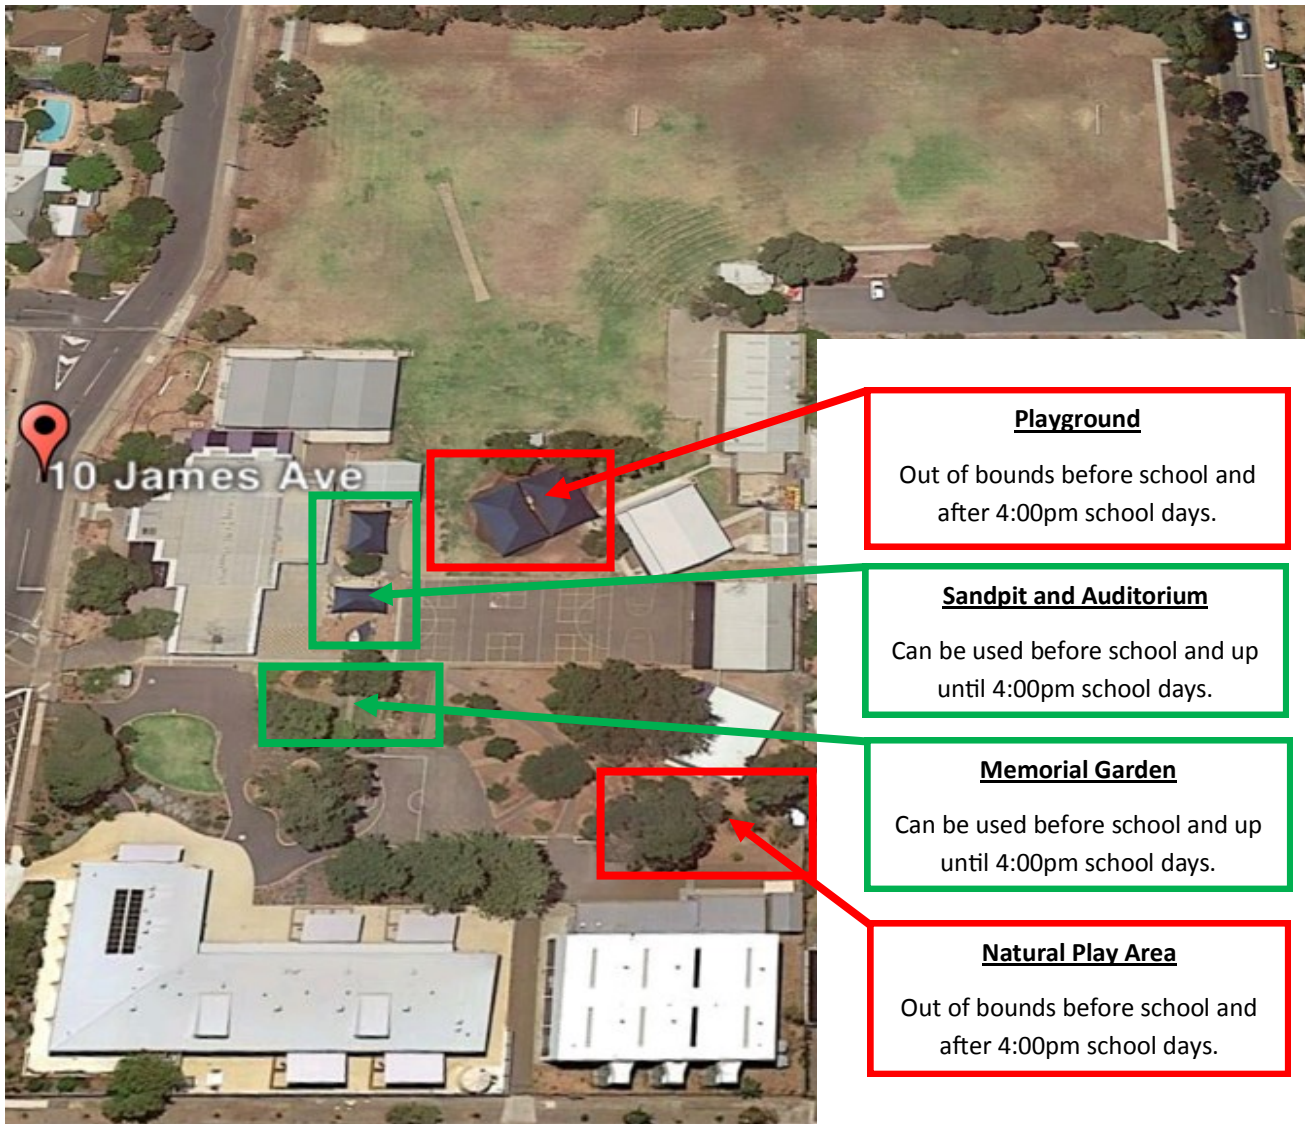 10 James Ave
Playground
Out of bounds before school and
after 4:00pm school days.
Sandpit and Auditorium
Can be used before school and up
until 4:00pm school days.
Memorial Garden
Can be used before school and up
until 4:00pm school days.
Natural Play Area
Out of bounds before school and
after 4:00pm school days.